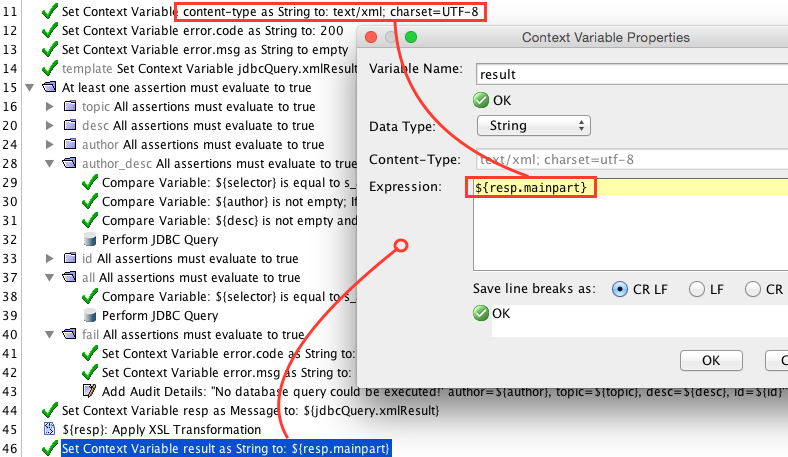 11 Set Context Variable content-type as String to: text/xml; charset=UTF-8
12 Set Context Variable error.code as String to: 200
13 Set Context Variable error.msg as String to empty
14 template Set Context Variable jdbcQuery.xmlResult
15 At least one assertion must evaluate to true
16 topic All assertions must evaluate to true
20 desc All assertions must evaluate to true
24 author All assertions must evaluate to true
28 author_desc All assertions must evaluate to true
29 Compare Variable: ${selector} is equal to s_
30 Compare Variable: ${author} is not empty; If
31 Compare Variable: ${desc} is not empty and
32 Perform JDBC Query
33 id All assertions must evaluate to true
37 all All assertions must evaluate to true
38 Compare Variable: ${selector} is equal to s_
39 Perform JDBC Query
40 fail All assertions must evaluate to true
41 Set Context Variable error.code as String to:
42 Set Context Variable error.msg as String to:
43 Add Audit Details: "No database query could be executed!' author=${author}, topic=${topic}, desc=${desc}, id=${id}"
44 Set Context Variable resp as Message to: ${jdbcQuery.xmlResult}
45 ${resp}: Apply XSL Transformation
46 Set Context Variable result as String to: ${resp.mainpart}
Context Variable Properties
Variable Name: result
OK
Data Type: String
Content-Type: text/xml; charset=utf-8
Expression: ${resp.mainpart}
Save line breaks as: CR LF LF CR
OK
OK